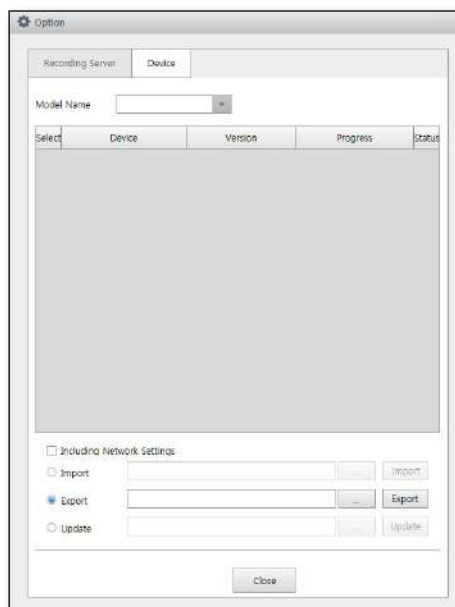 Option
Recording Server Device
Model Name
Select Device Version Progress Status
Including Network Settings
Import ... Import
Export ... Export
Update ... Update
Close